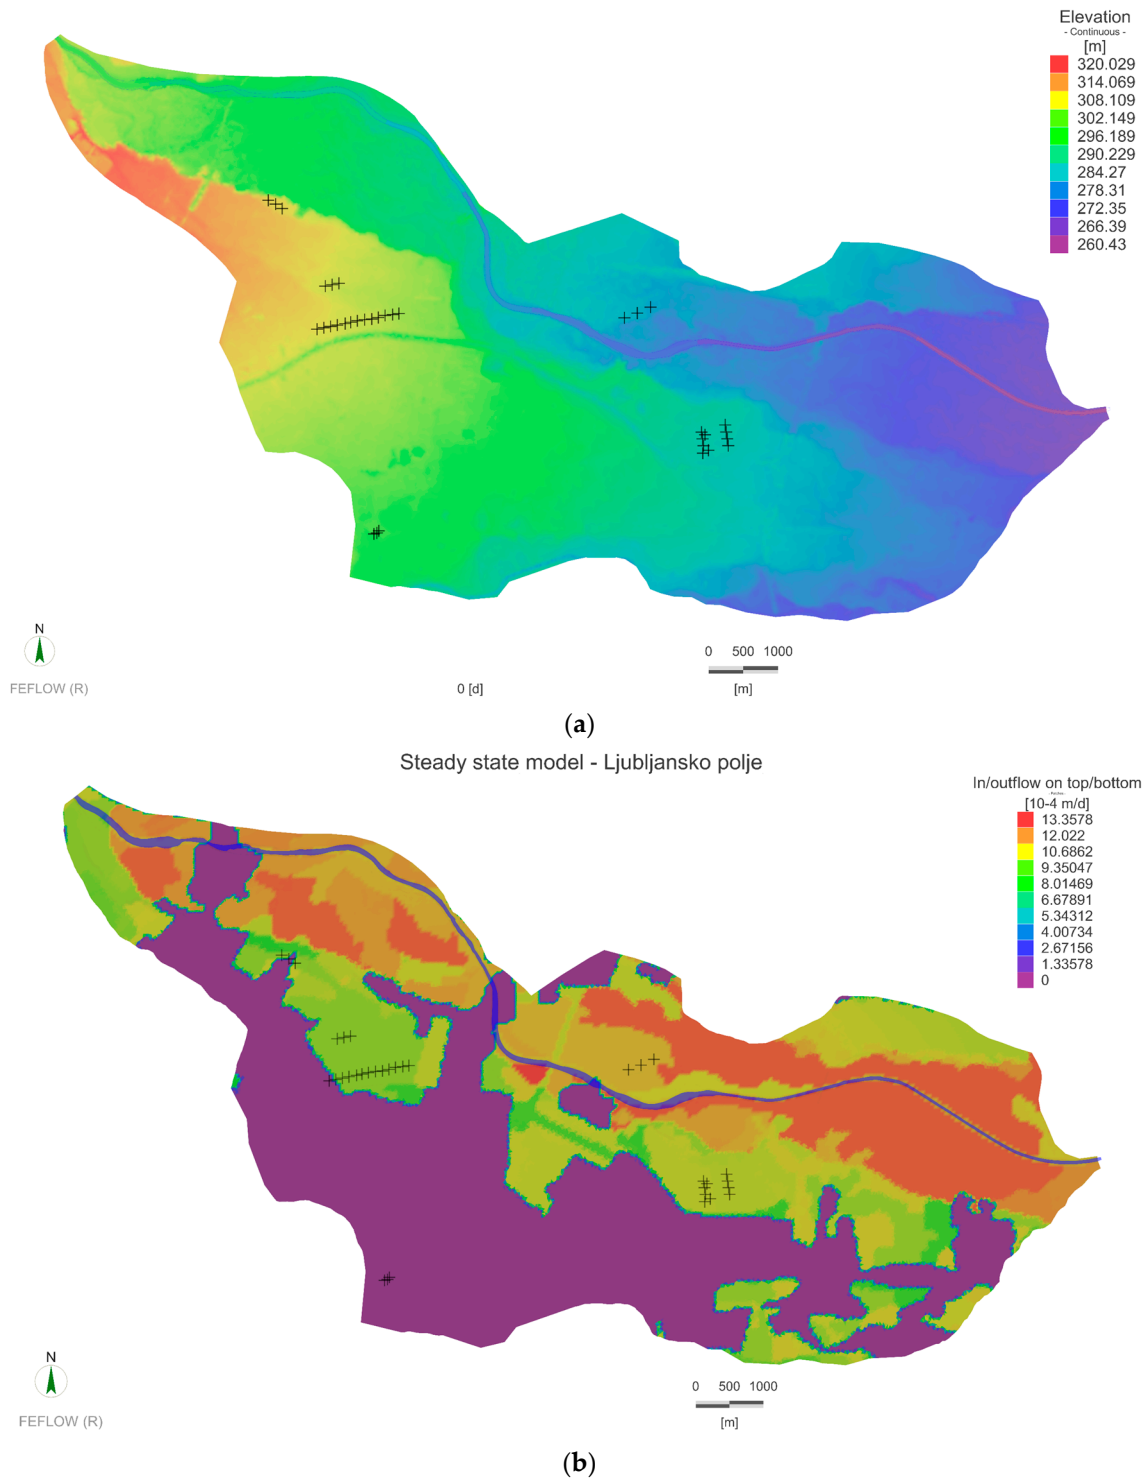 Elevation
- Continuous -
[m]
320.029
314.069
308.109
302.149
296.189
290.229
284.27
278.31
272.35
266.39
260.43
N
FEFLOW (R)
0 [d]
0 500 1000
[m]
(a)
Steady state model - Ljubljansko polje
In/outflow on top/bottom
- Patches -
[10-4 m/d]
13.3578
12.022
10.6862
9.35047
8.01469
6.67891
5.34312
4.00734
2.67156
1.33578
0
N
FEFLOW (R)
0 500 1000
[m]
(b)